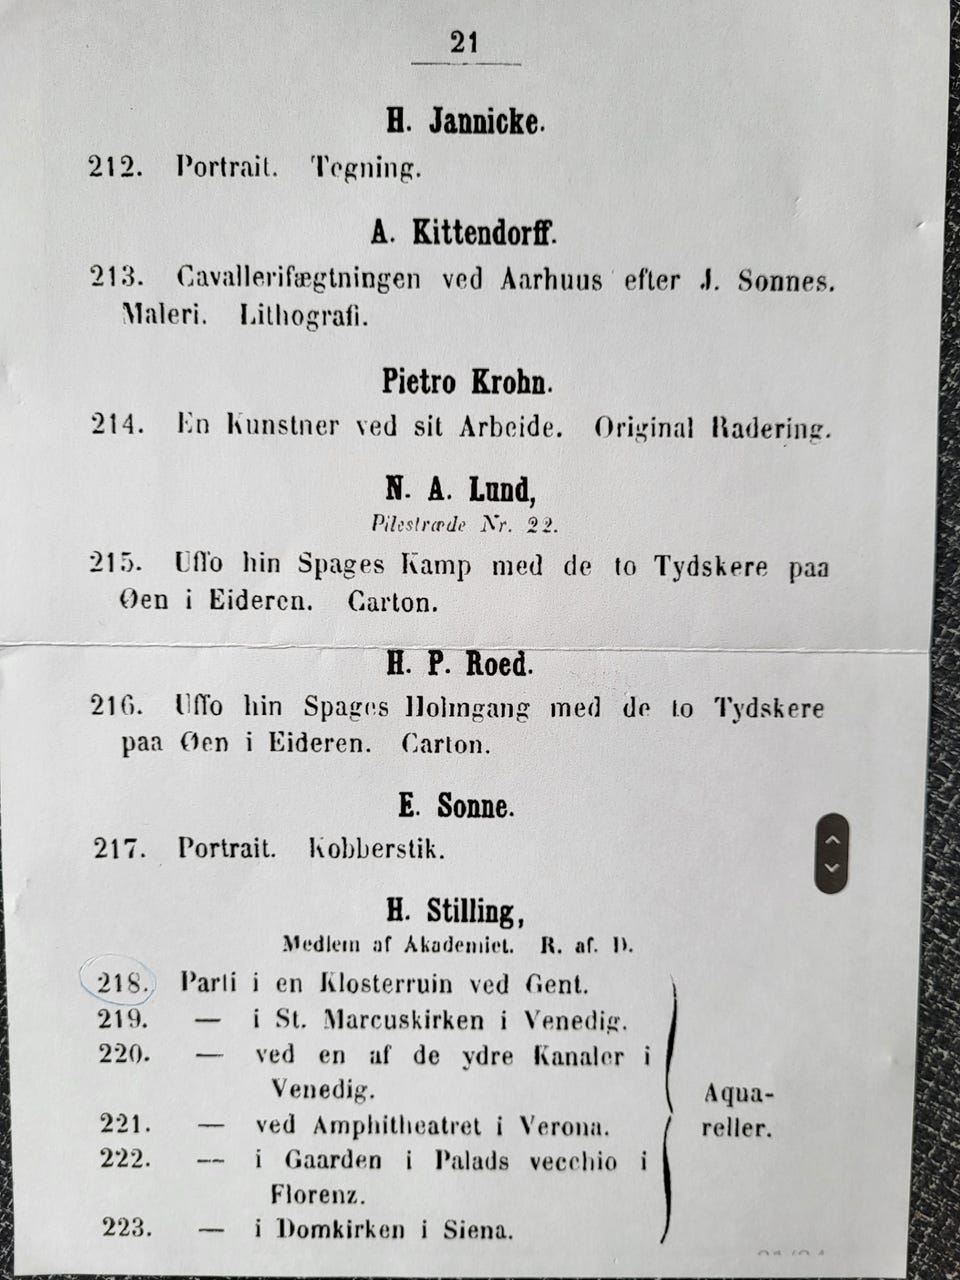 21
H. Jannicke.
212. Portrait. Tegning.
A. Kittendorff.
213. Cavallerifægtningen ved Aarhuus efter J. Sonnes.
Maleri. Lithografi.
Pietro Krohn.
214. En Kunstner ved sit Arbeide. Original Radering.
N. A. Lund,
Pilestræde Nr. 22.
215. Uffo hin Spages Kamp med de to Tydskere paa
Øen i Eideren. Carton.
H. P. Roed.
216. Uffo hin Spages Holmgang med de to Tydskere
paa Øen i Eideren. Carton.
E. Sonne.
217. Portrait. Kobberstik.
H. Stilling,
Medlem af Akademiet. R. af. D.
218. Parti i en Klosterruin ved Gent.
219. — i St. Marcuskirken i Venedig.
220. — ved en af de ydre Kanaler i
Venedig.
Aqua-
221. — ved Amphitheatret i Verona.
reller.
222. — i Gaarden i Palads vecchio i
Florenz.
223. — i Domkirken i Siena.